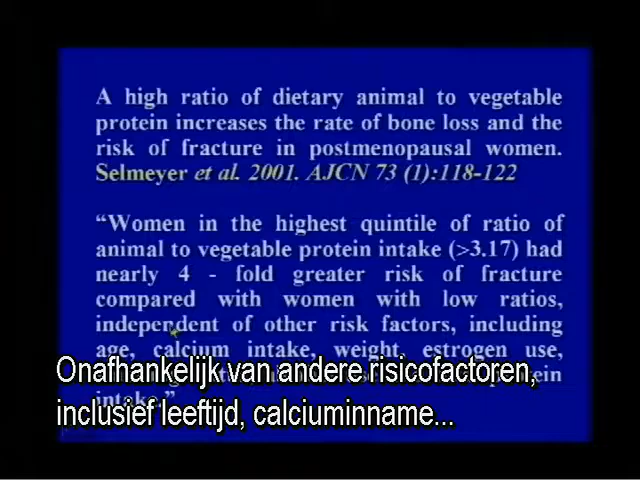 A high ratio of dietary animal to vegetable
protein increases the rate of bone loss and the
risk of fracture in postmenopausal women.
Selmeyer et al. 2001. AJCN 73 (1):118-122
“Women in the highest quintile of ratio of
animal to vegetable protein intake (>3.17) had
nearly 4 - fold greater risk of fracture
compared with women with low ratios,
independent of other risk factors, including
age, calcium intake, weight, estrogen use,
Onafhankelijk van andere risicofactoren,
intake.”
inclusief leeftijd, calciuminname...